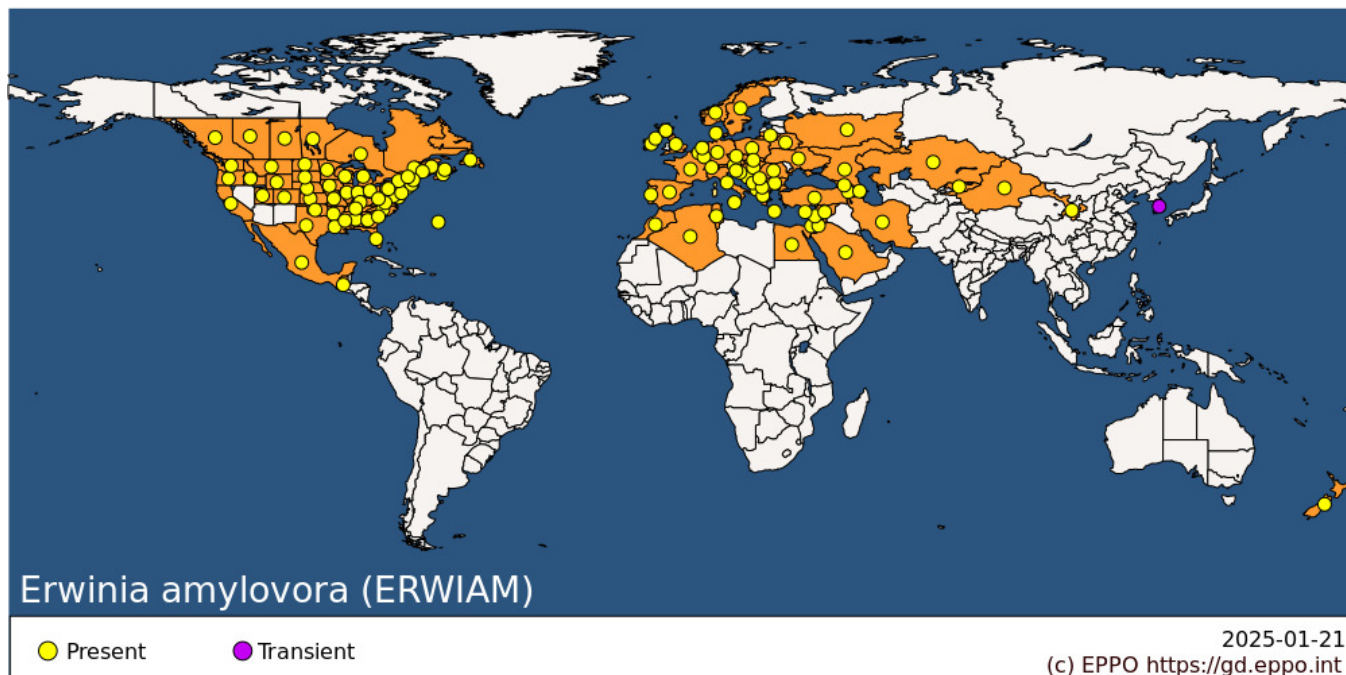 Erwinia amylovora (ERWIAM)
Present
Transient
2025-01-21
(c) EPPO https://gd.eppo.int